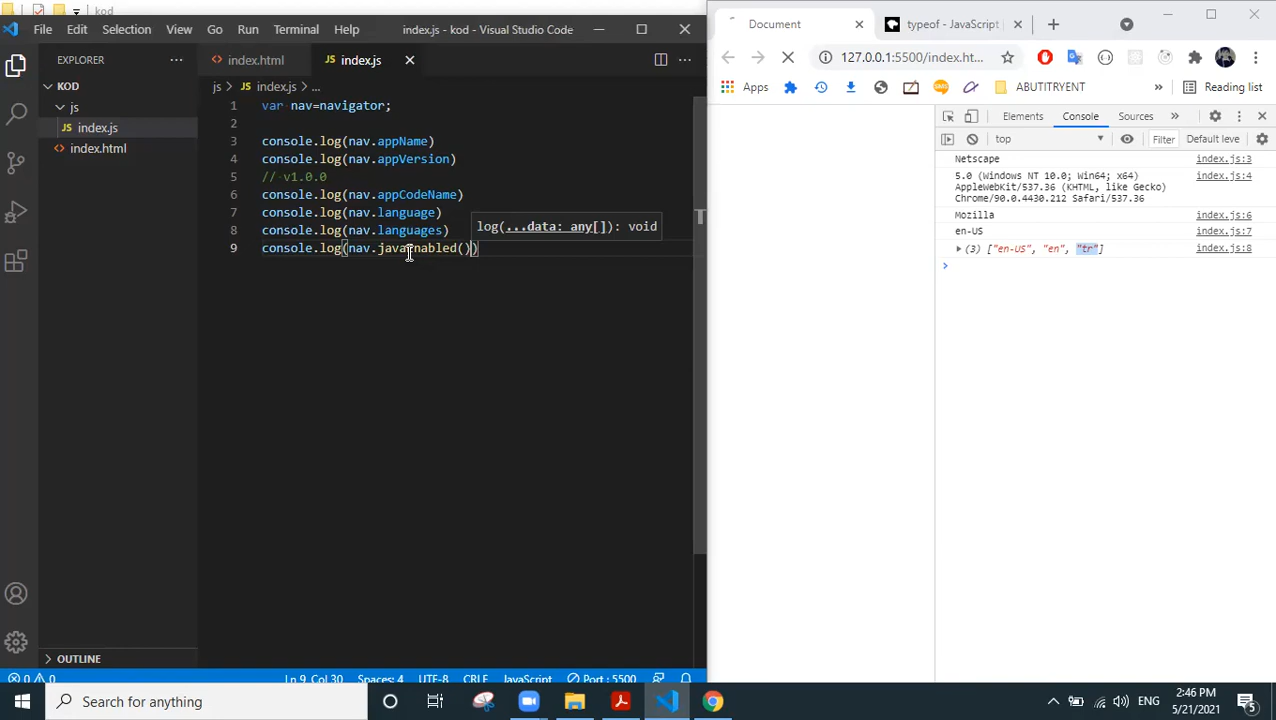 kod
File Edit Selection View Go Run Terminal Help index.js - kod - Visual Studio Code
EXPLORER
KOD
js
JS index.js
index.html
OUTLINE
index.html
JS index.js
js > JS index.js > ...
1 var nav=navigator;
2
3 console.log(nav.appName)
4 console.log(nav.appVersion)
5 // v1.0.0
6 console.log(nav.appCodeName)
7 console.log(nav.language)
8 console.log(nav.languages)
9 console.log(nav.javaEnabled())
log(...data: any[]): void
0 0 Ln 9, Col 30 Spaces: 4 UTF-8 CRLF JavaScript Port : 5500
Document
typeof - JavaScript
127.0.0.1:5500/index.ht...
Apps ABUTITRYENT » Reading list
Elements Console Sources »
top Filter Default leve
Netscape index.js:3
5.0 (Windows NT 10.0; Win64; x64) index.js:4
AppleWebKit/537.36 (KHTML, like Gecko)
Chrome/90.0.4430.212 Safari/537.36
Mozilla index.js:6
en-US index.js:7
(3) ["en-US", "en", "tr"] index.js:8
Search for anything
ENG
2:46 PM
5/21/2021
5